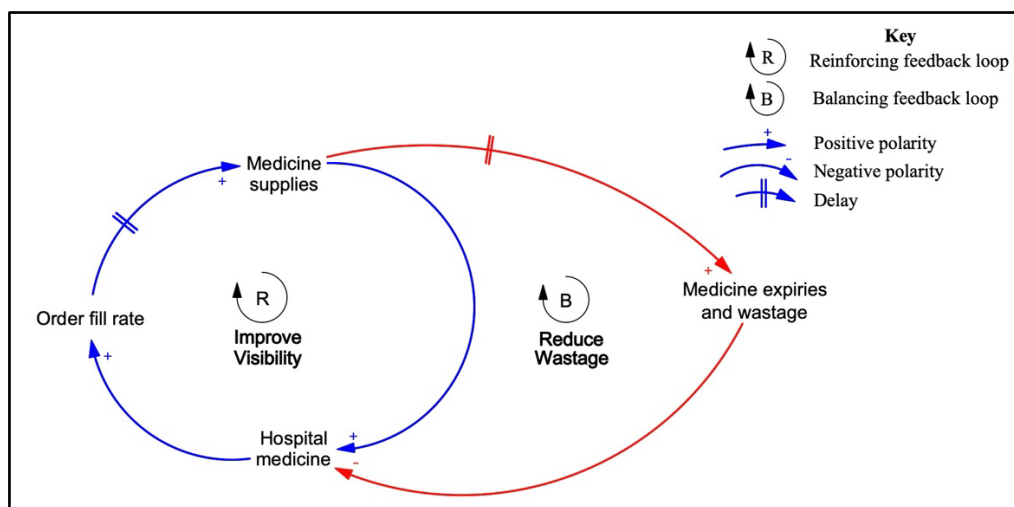 Key
R
Reinforcing feedback loop
B
Balancing feedback loop
+
Positive polarity
-
Negative polarity
Delay
Medicine
supplies
+
+
Medicine expiries
and wastage
Order fill rate
+
R
Improve
Visibility
B
Reduce
Wastage
Hospital
medicine
+
-